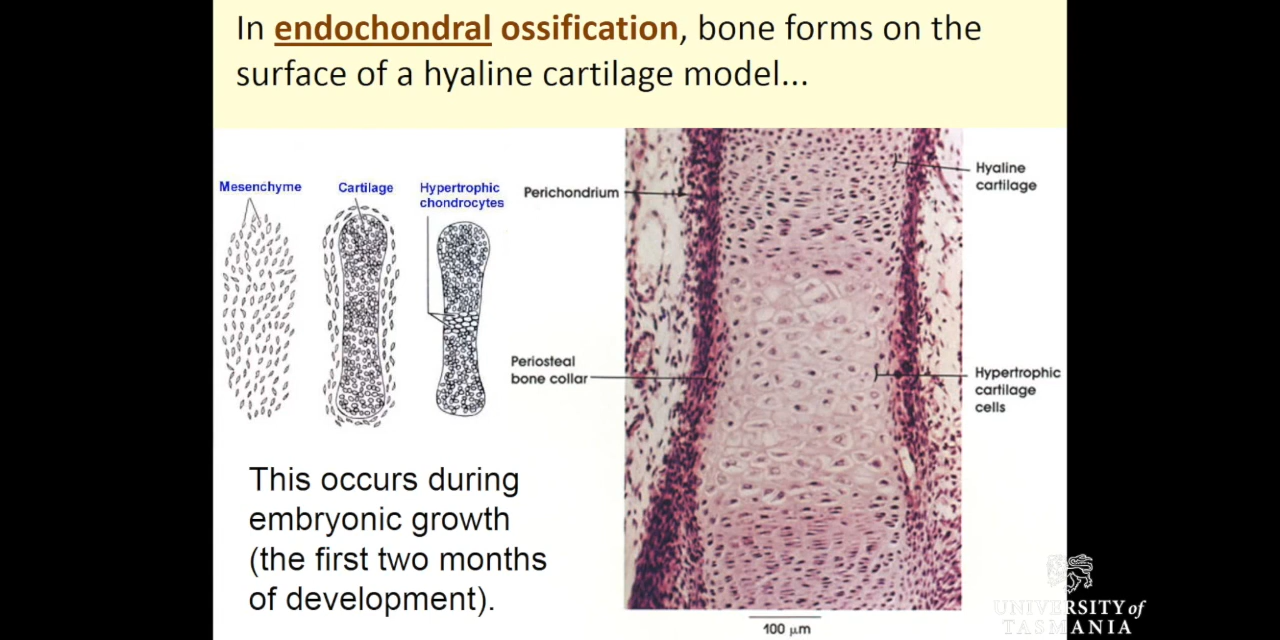 In endochondral ossification, bone forms on the
surface of a hyaline cartilage model...
Mesenchyme
Cartilage
Hypertrophic
chondrocytes
Perichondrium
Hyaline
cartilage
Periosteal
bone collar
Hypertrophic
cartilage
cells
This occurs during
embryonic growth
(the first two months
of development).
100 μm
UNIVERSITY of
TASMANIA